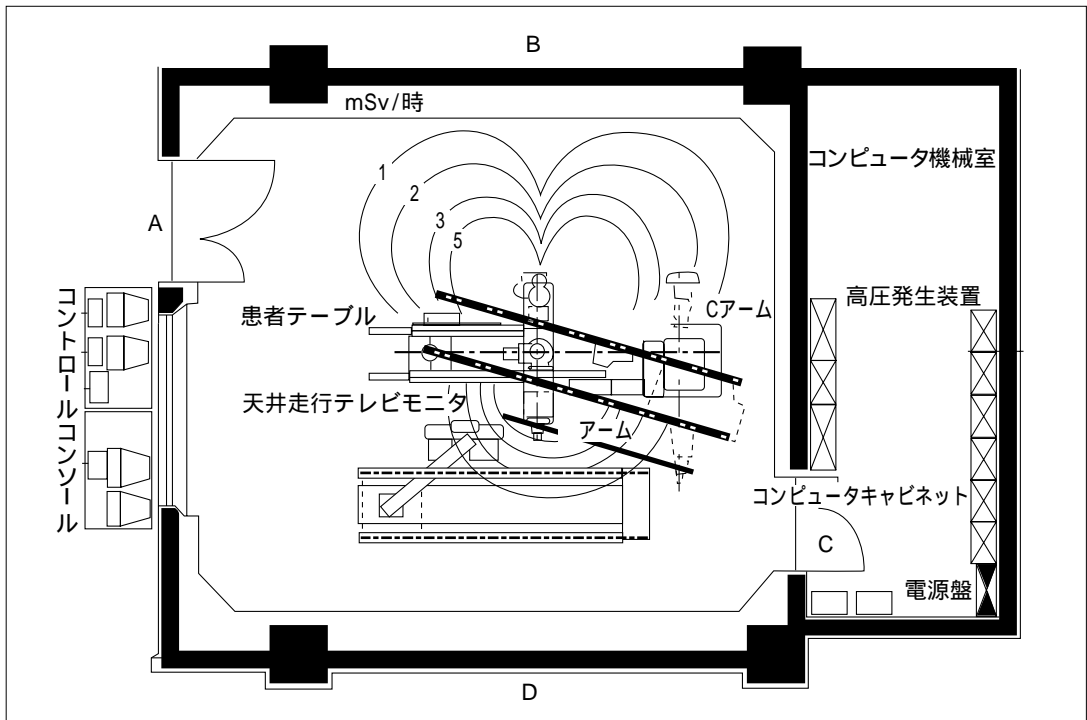 B
mSv/時
コンピュータ機械室
1
2
3
5
A
コントロールコンソール
患者テーブル
Cアーム
高圧発生装置
天井走行テレビモニタ
アーム
コンピュータキャビネット
C
電源盤
D